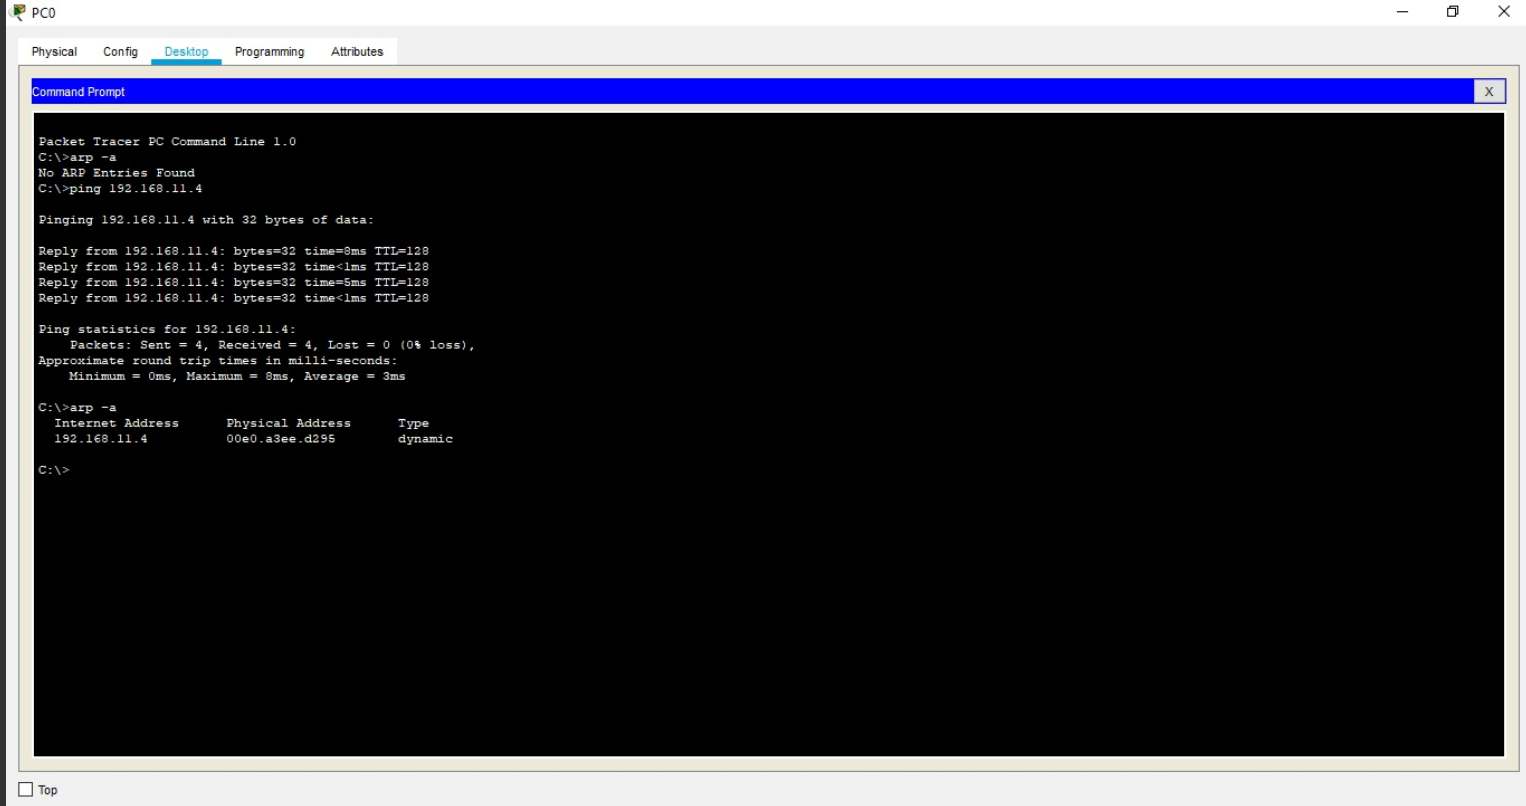 PC0
Physical Config Desktop Programming Attributes
Command Prompt X
Packet Tracer PC Command Line 1.0
C:\>arp -a
No ARP Entries Found
C:\>ping 192.168.11.4
Pinging 192.168.11.4 with 32 bytes of data:
Reply from 192.168.11.4: bytes=32 time=8ms TTL=128
Reply from 192.168.11.4: bytes=32 time<1ms TTL=128
Reply from 192.168.11.4: bytes=32 time=5ms TTL=128
Reply from 192.168.11.4: bytes=32 time<1ms TTL=128
Ping statistics for 192.168.11.4:
Packets: Sent = 4, Received = 4, Lost = 0 (0% loss),
Approximate round trip times in milli-seconds:
Minimum = 0ms, Maximum = 8ms, Average = 3ms
C:\>arp -a
Internet Address Physical Address Type
192.168.11.4 00e0.a3ee.d295 dynamic
C:\>
Top